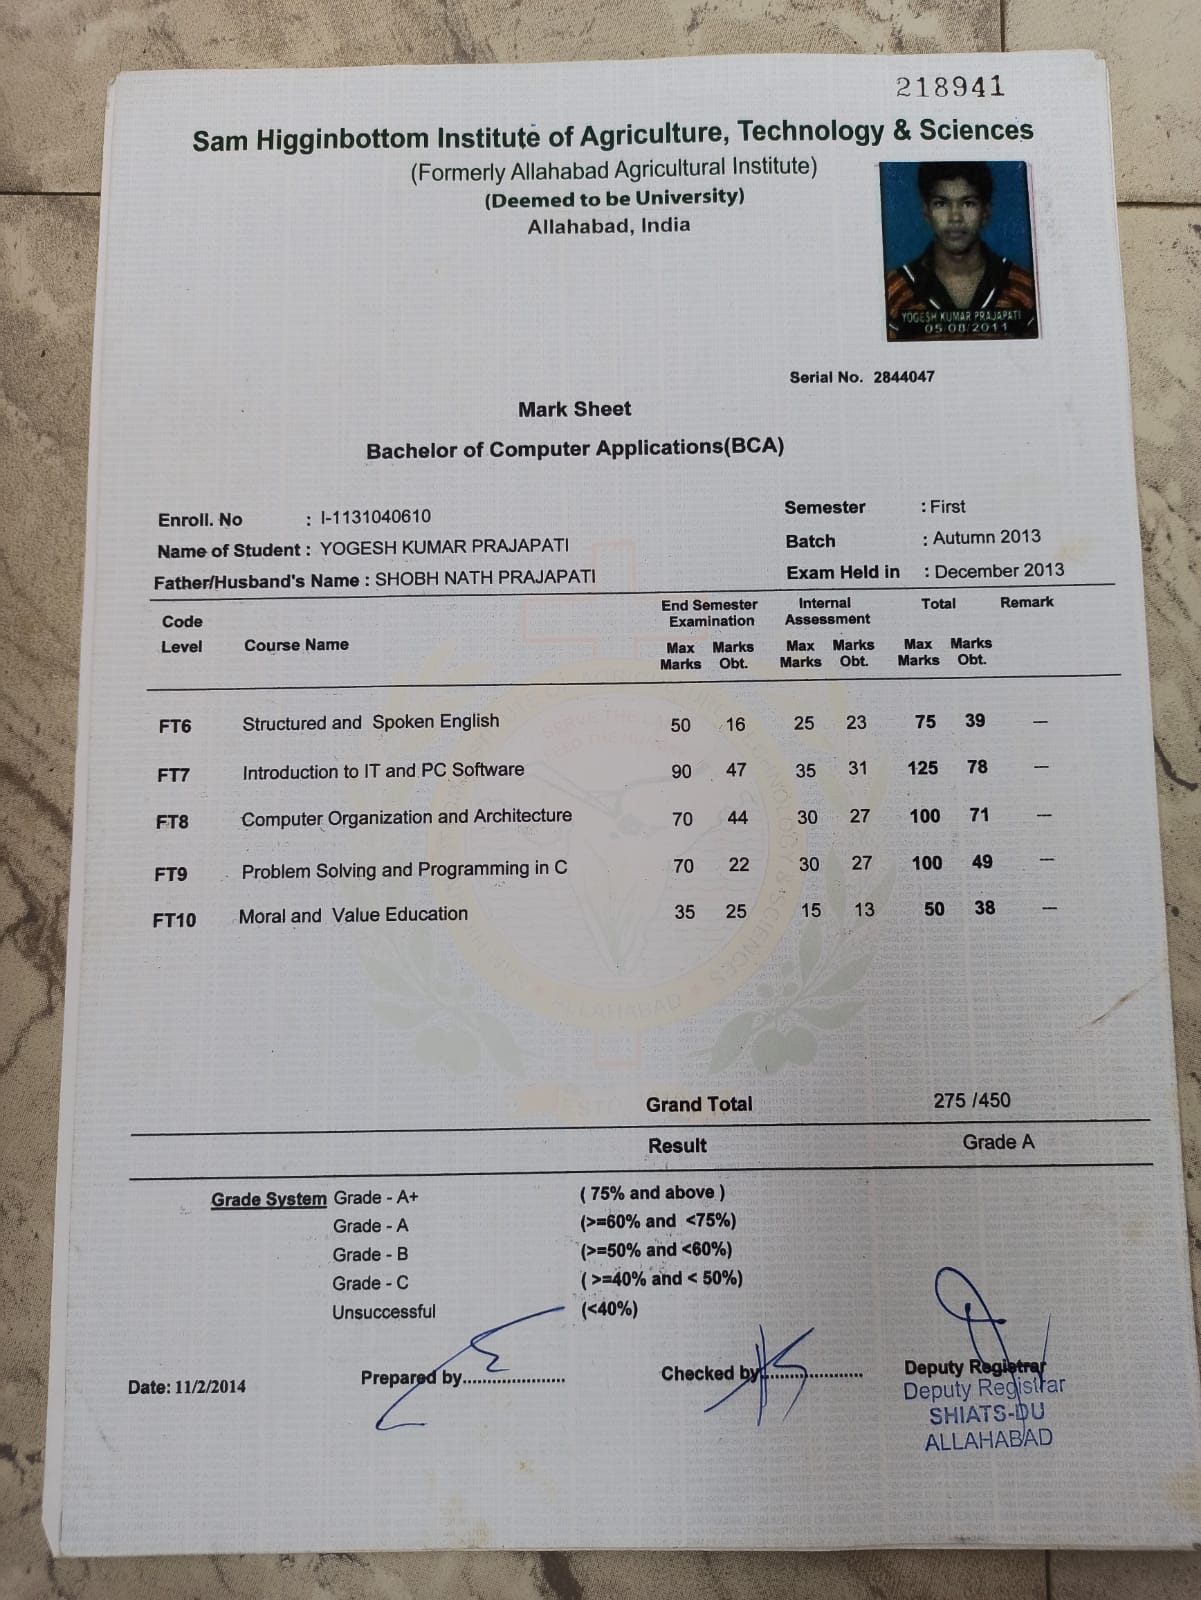 218941
Sam Higginbottom Institute of Agriculture, Technology & Sciences
(Formerly Allahabad Agricultural Institute)
(Deemed to be University)
Allahabad, India
YOGESH KUMAR PRAJAPATI
05 08/2011
Serial No. 2844047
Mark Sheet
Bachelor of Computer Applications(BCA)
Enroll. No : I-1131040610 Semester : First
Name of Student : YOGESH KUMAR PRAJAPATI Batch : Autumn 2013
Father/Husband's Name : SHOBH NATH PRAJAPATI Exam Held in : December 2013
Code Level Course Name End Semester Examination Internal Assessment Total Remark
Max Marks Marks Obt. Max Marks Marks Obt. Max Marks Marks Obt.
FT6 Structured and Spoken English 50 16 25 23 75 39 ---
FT7 Introduction to IT and PC Software 90 47 35 31 125 78 ---
FT8 Computer Organization and Architecture 70 44 30 27 100 71 ---
FT9 Problem Solving and Programming in C 70 22 30 27 100 49 ---
FT10 Moral and Value Education 35 25 15 13 50 38 ---
ALLAHABAD
Grand Total 275 /450
Result Grade A
Grade System Grade - A+ ( 75% and above )
Grade - A (>=60% and <75%)
Grade - B (>=50% and <60%)
Grade - C ( >=40% and < 50%)
Unsuccessful (<40%)
Date: 11/2/2014 Prepared by.................... Checked by.................... Deputy Registrar
Deputy Registrar
SHIATS-DU
ALLAHABAD